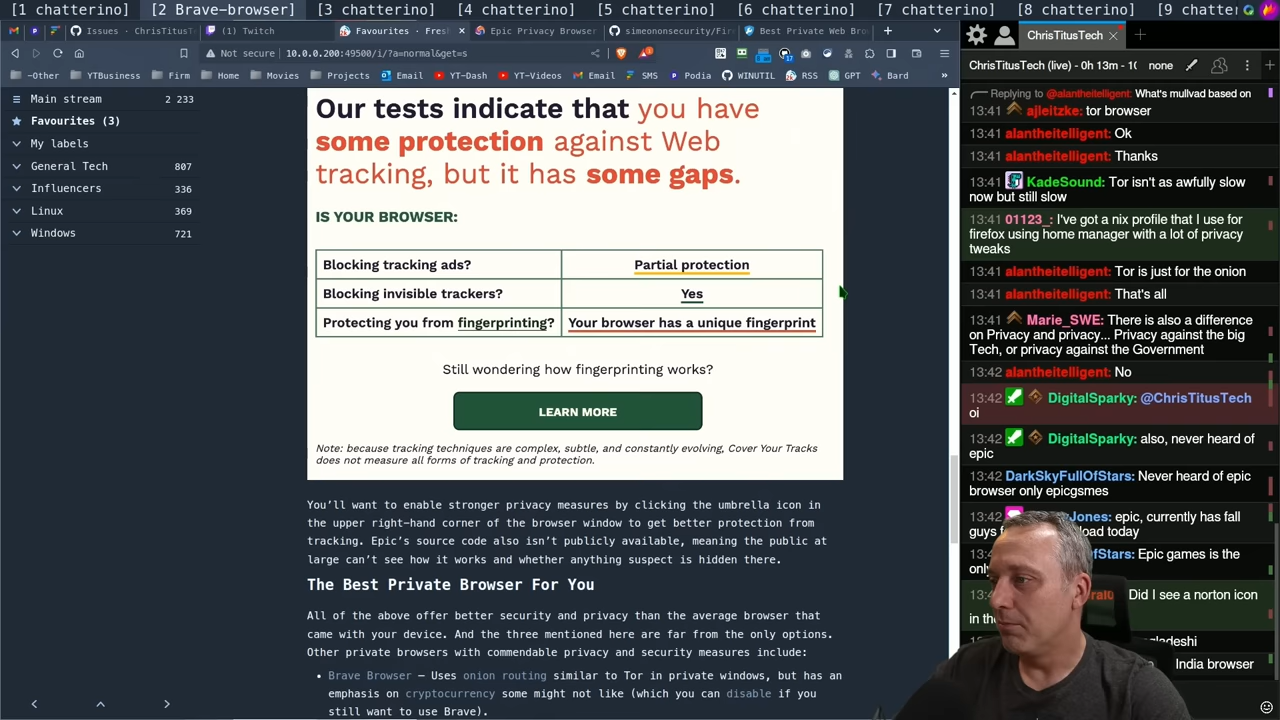 [1 chatterino]
[2 Brave-browser]
[3 chatterino]
[4 chatterino]
[5 chatterino]
[6 chatterino]
[7 chatterino]
[8 chatterino]
[9 chatter
Issues · ChrisT
(1) Twitch
Favourites · Fresh
Epic Privacy Browser
simeononsecurity/Fir
Best Private Web Bro
Not secure
10.0.0.200:49500/i/?a=normal&get=s
~Other
YTBusiness
Firm
Home
Movies
Projects
Email
YT-Dash
YT-Videos
Email
SMS
Podia
WINUTIL
RSS
GPT
Bard
Main stream 2 233
Favourites (3)
My labels
General Tech 807
Influencers 336
Linux 369
Windows 721
Our tests indicate that you have
some protection against Web
tracking, but it has some gaps.
IS YOUR BROWSER:
Blocking tracking ads? Partial protection
Blocking invisible trackers? Yes
Protecting you from fingerprinting? Your browser has a unique fingerprint
Still wondering how fingerprinting works?
LEARN MORE
Note: because tracking techniques are complex, subtle, and constantly evolving, Cover Your Tracks
does not measure all forms of tracking and protection.
You’ll want to enable stronger privacy measures by clicking the umbrella icon in
the upper right-hand corner of the browser window to get better protection from
tracking. Epic’s source code also isn’t publicly available, meaning the public at
large can’t see how it works and whether anything suspect is hidden there.
The Best Private Browser For You
All of the above offer better security and privacy than the average browser that
came with your device. And the three mentioned here are far from the only options.
Other private browsers with commendable privacy and security measures include:
• Brave Browser – Uses onion routing similar to Tor in private windows, but has an
emphasis on cryptocurrency some might not like (which you can disable if you
still want to use Brave).
ChrisTitusTech
ChrisTitusTech (live) - 0h 13m - 1( none
Replying to @alantheitelligent: What's mullvad based on
13:41 ajleitzke: tor browser
13:41 alantheitelligent: Ok
13:41 alantheitelligent: Thanks
13:41 KadeSound: Tor isn't as awfully slow
now but still slow
13:41 01123_: I've got a nix profile that I use for
firefox using home manager with a lot of privacy
tweaks
13:41 alantheitelligent: Tor is just for the onion
13:41 alantheitelligent: That's all
13:41 Marie_SWE: There is also a difference
on Privacy and privacy... Privacy against the big
Tech, or privacy against the Government
13:42 alantheitelligent: No
13:42 DigitalSparky: @ChrisTitusTech
oi
13:42 DigitalSparky: also, never heard of
epic
13:42 DarkSkyFullOfStars: Never heard of epic
browser only epicgsmes
13:42 Jones: epic, currently has fall
guys f load today
13:42 ofStars: Epic games is the
only
13:4 Did I see a norton icon
in the
gladeshi
India browser